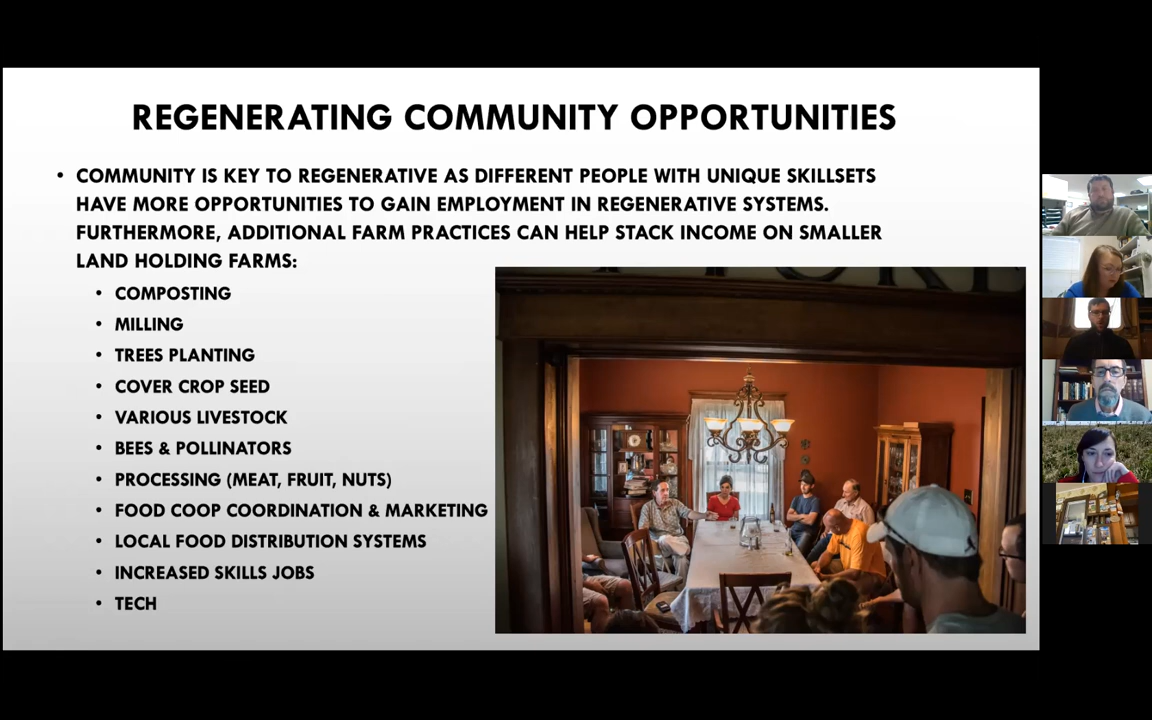 REGENERATING COMMUNITY OPPORTUNITIES
• COMMUNITY IS KEY TO REGENERATIVE AS DIFFERENT PEOPLE WITH UNIQUE SKILLSETS
HAVE MORE OPPORTUNITIES TO GAIN EMPLOYMENT IN REGENERATIVE SYSTEMS.
FURTHERMORE, ADDITIONAL FARM PRACTICES CAN HELP STACK INCOME ON SMALLER
LAND HOLDING FARMS:
• COMPOSTING
• MILLING
• TREES PLANTING
• COVER CROP SEED
• VARIOUS LIVESTOCK
• BEES & POLLINATORS
• PROCESSING (MEAT, FRUIT, NUTS)
• FOOD COOP COORDINATION & MARKETING
• LOCAL FOOD DISTRIBUTION SYSTEMS
• INCREASED SKILLS JOBS
• TECH